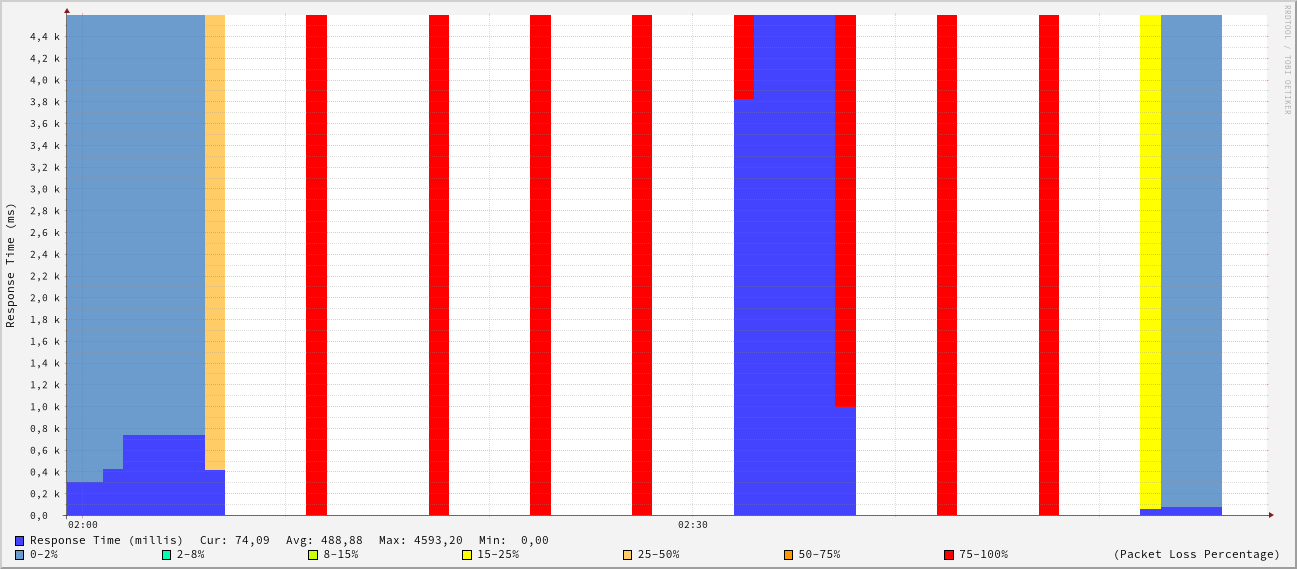 RRDTOOL / TOBI OETIKER
Response Time (ms)
4,4 k
4,2 k
4,0 k
3,8 k
3,6 k
3,4 k
3,2 k
3,0 k
2,8 k
2,6 k
2,4 k
2,2 k
2,0 k
1,8 k
1,6 k
1,4 k
1,2 k
1,0 k
0,8 k
0,6 k
0,4 k
0,2 k
0,0
02:00 02:30
Response Time (millis) Cur: 74,09 Avg: 488,88 Max: 4593,20 Min: 0,00
0-2% 2-8% 8-15% 15-25% 25-50% 50-75% 75-100% (Packet Loss Percentage)